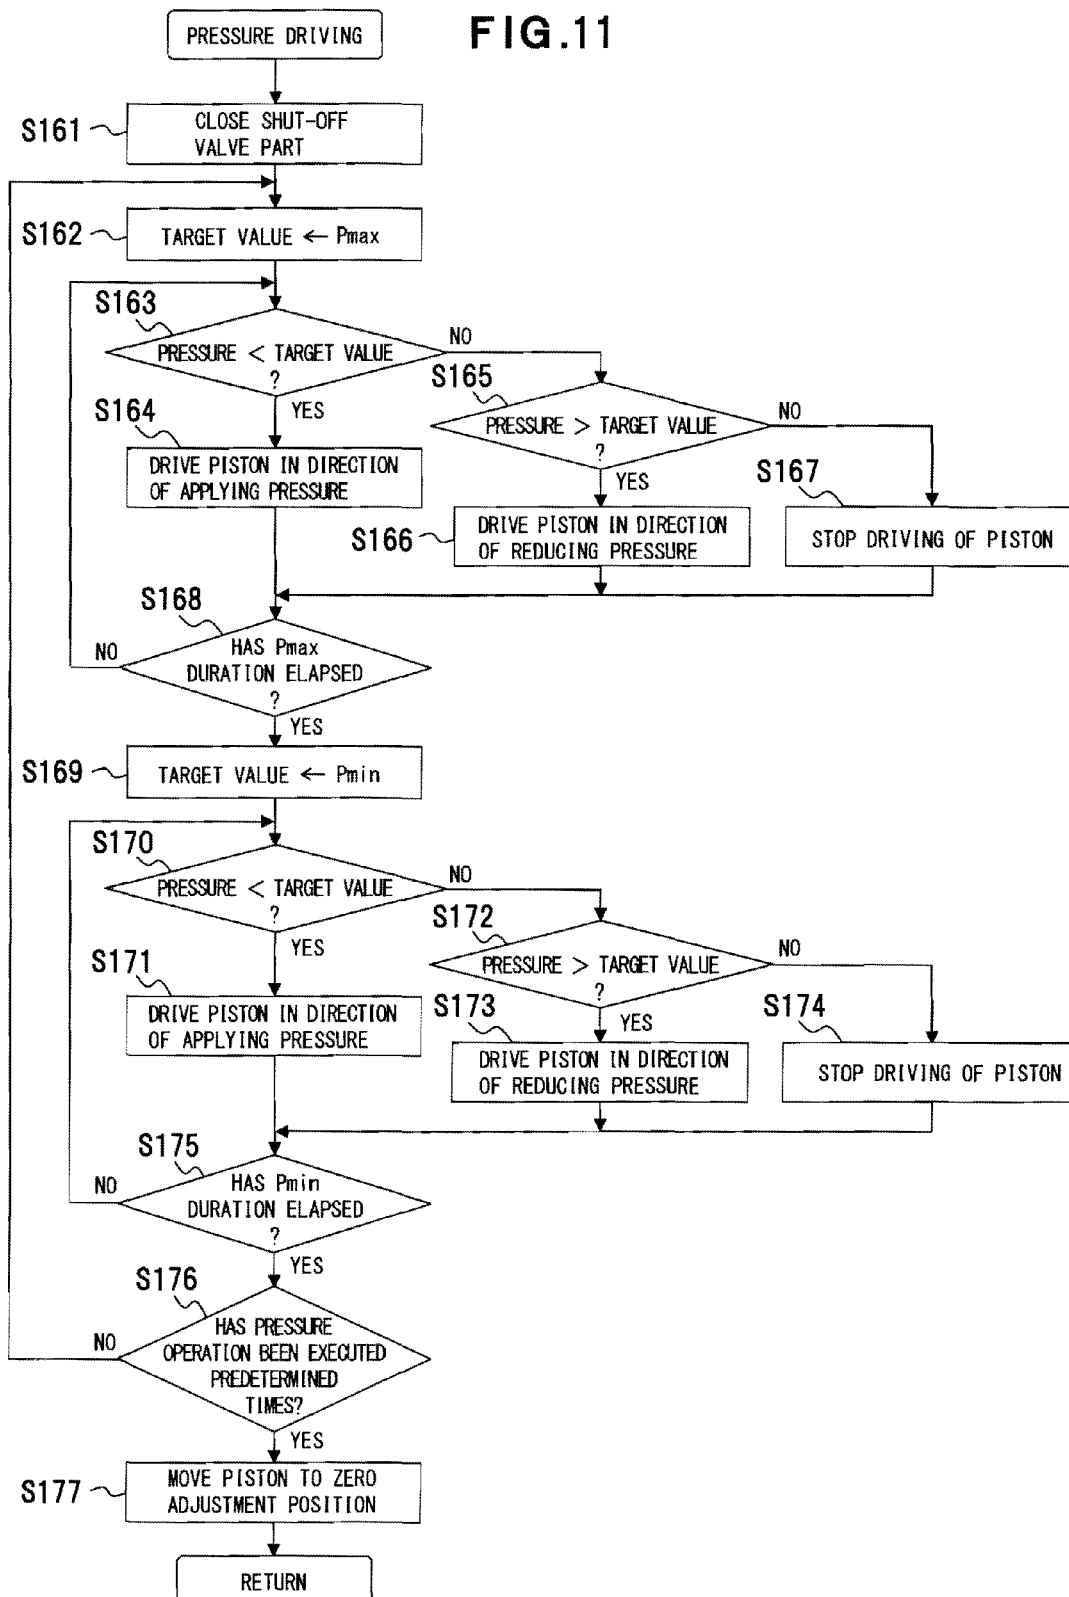 FIG.11
PRESSURE DRIVING
S161
CLOSE SHUT-OFF
VALVE PART
S162
TARGET VALUE ← Pmax
S163
PRESSURE < TARGET VALUE
?
NO
YES
S164
DRIVE PISTON IN DIRECTION
OF APPLYING PRESSURE
S165
PRESSURE > TARGET VALUE
?
NO
YES
S166
DRIVE PISTON IN DIRECTION
OF REDUCING PRESSURE
S167
STOP DRIVING OF PISTON
S168
HAS Pmax
DURATION ELAPSED
?
NO
YES
S169
TARGET VALUE ← Pmin
S170
PRESSURE < TARGET VALUE
?
NO
YES
S171
DRIVE PISTON IN DIRECTION
OF APPLYING PRESSURE
S172
PRESSURE > TARGET VALUE
?
NO
YES
S173
DRIVE PISTON IN DIRECTION
OF REDUCING PRESSURE
S174
STOP DRIVING OF PISTON
S175
HAS Pmin
DURATION ELAPSED
?
NO
YES
S176
HAS PRESSURE
OPERATION BEEN EXECUTED
PREDETERMINED
TIMES?
NO
YES
S177
MOVE PISTON TO ZERO
ADJUSTMENT POSITION
RETURN